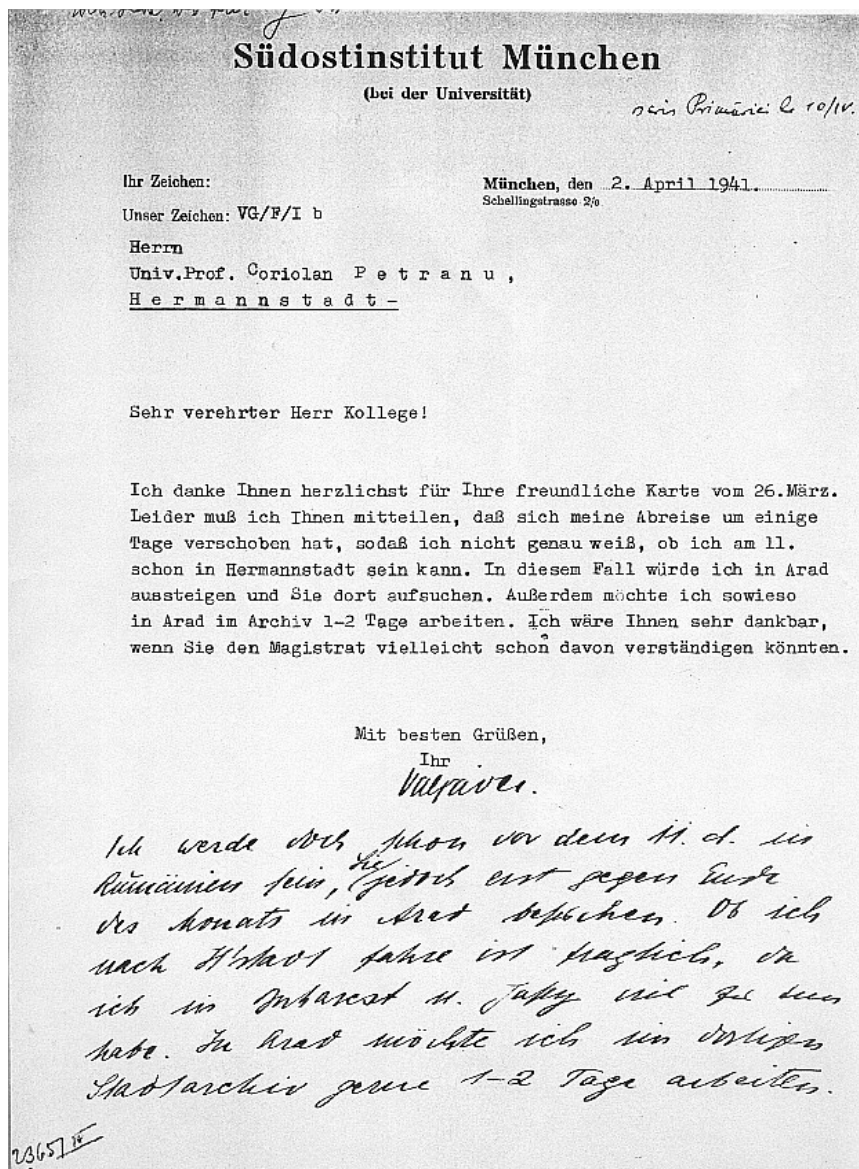 Südostinstitut München
(bei der Universität)
scris Primăriei la 10/IV.
Ihr Zeichen:
München, den 2. April 1941.
Schellingstrasse 2/0
Unser Zeichen: VG/F/I b
Herrn
Univ.Prof. Coriolan P e t r a n u ,
H e r m a n n s t a d t -
Sehr verehrter Herr Kollege!
Ich danke Ihnen herzlichst für Ihre freundliche Karte vom 26.März.
Leider muß ich Ihnen mitteilen, daß sich meine Abreise um einige
Tage verschoben hat, sodaß ich nicht genau weiß, ob ich am 11.
schon in Hermannstadt sein kann. In diesem Fall würde ich in Arad
aussteigen und Sie dort aufsuchen. Außerdem möchte ich sowieso
in Arad im Archiv 1-2 Tage arbeiten. Ich wäre Ihnen sehr dankbar,
wenn Sie den Magistrat vielleicht schon davon verständigen könnten.
Mit besten Grüßen,
Ihr
Valjavec.
Ich werde doch schon vor dem 11. d. in
Rumänien sein, Sie jedoch erst gegen Ende
des Monats in Arad besuchen. Ob ich
nach H'stadt fahre ist fraglich, da
ich in Bukarest u. Jassy viel zu tun
habe. In Arad möchte ich im dortigen
Stadtarchiv gerne 1-2 Tage arbeiten.
2365/IV